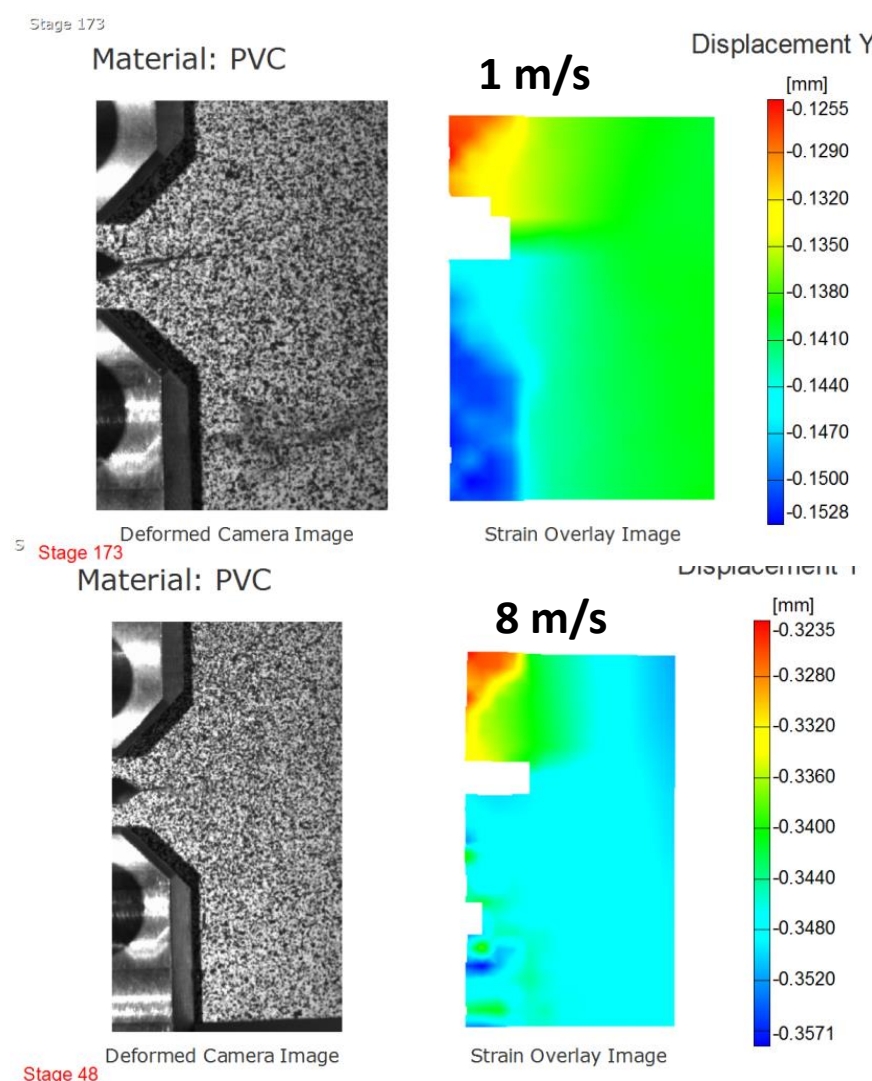 Stage 173
Material: PVC
1 m/s
Displacement Y
[mm]
-0.1255
-0.1290
-0.1320
-0.1350
-0.1380
-0.1410
-0.1440
-0.1470
-0.1500
-0.1528
Deformed Camera Image
Strain Overlay Image
S
Stage 173
Material: PVC
8 m/s
Displacement
[mm]
-0.3235
-0.3280
-0.3320
-0.3360
-0.3400
-0.3440
-0.3480
-0.3520
-0.3571
Deformed Camera Image
Strain Overlay Image
Stage 48